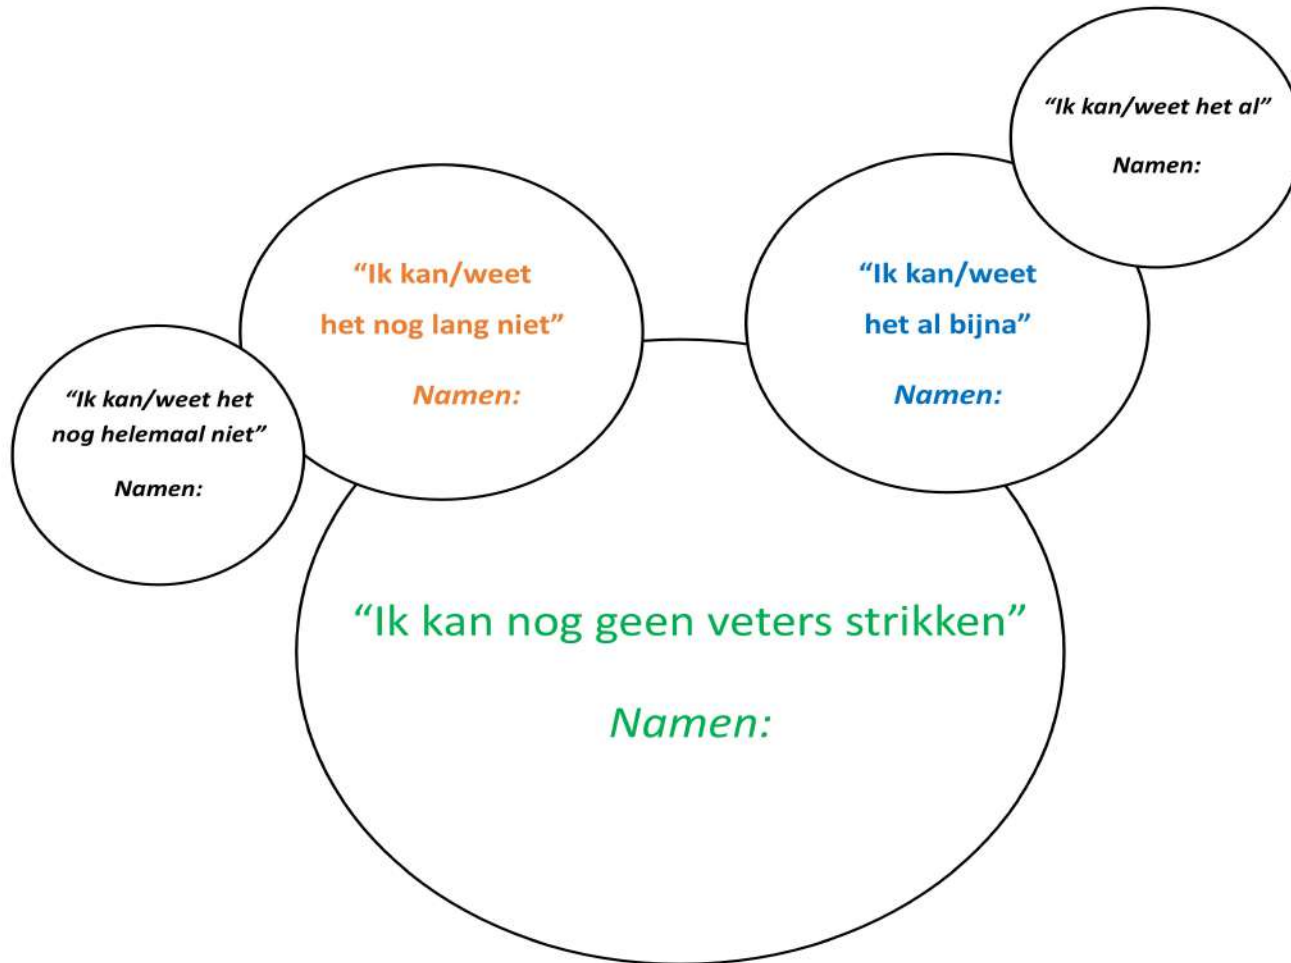 “Ik kan/weet het al”
Namen:
“Ik kan/weet
het nog lang niet”
Namen:
“Ik kan/weet
het al bijna”
Namen:
“Ik kan/weet het
nog helemaal niet”
Namen:
“Ik kan nog geen veters strikken”
Namen: